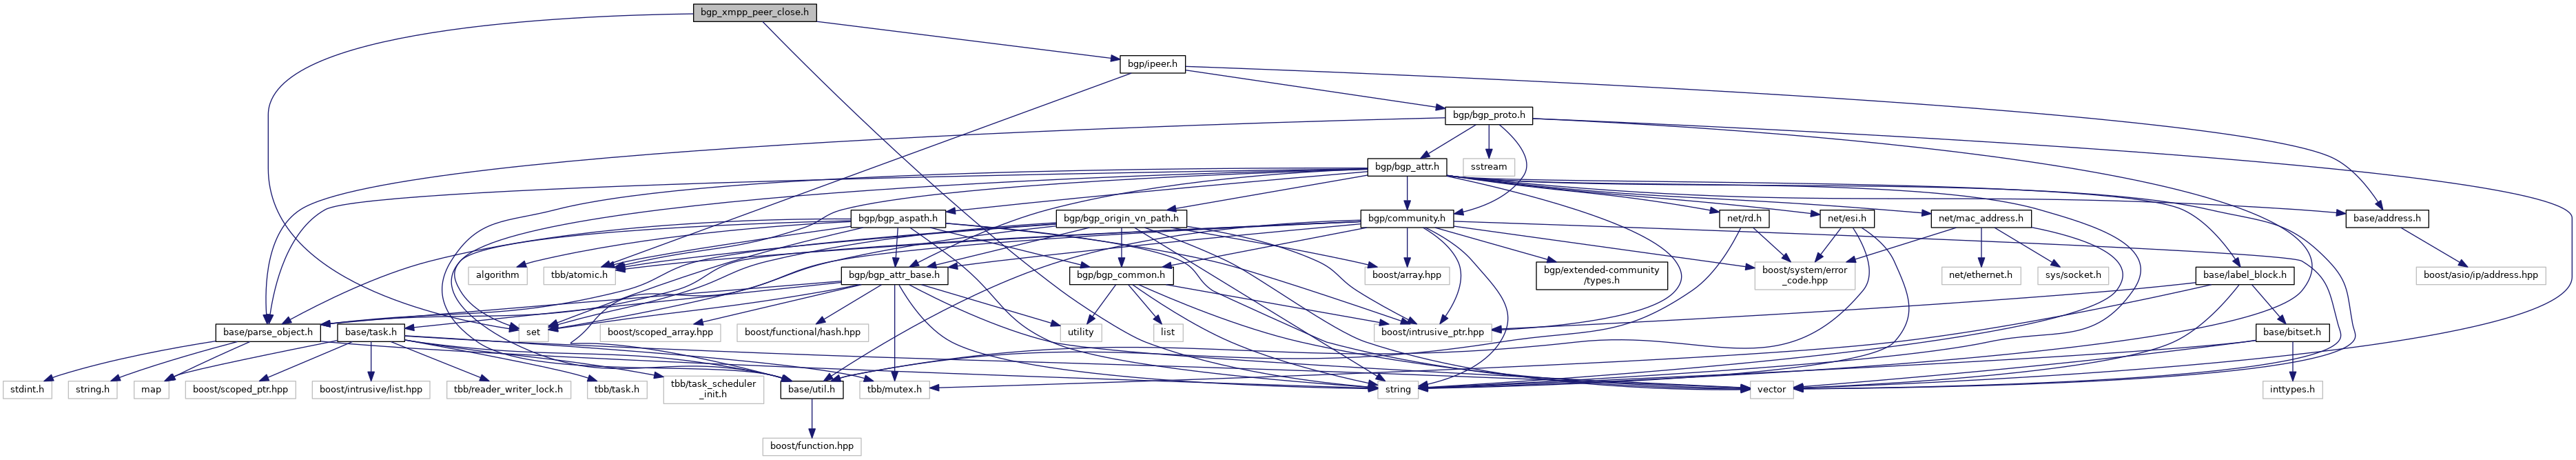 bgp_xmpp_peer_close.h
bgp/ipeer.h
bgp/bgp_proto.h
bgp/bgp_attr.h
sstream
bgp/bgp_aspath.h
bgp/bgp_origin_vn_path.h
bgp/community.h
net/rd.h
net/esi.h
net/mac_address.h
base/address.h
algorithm
tbb/atomic.h
bgp/bgp_attr_base.h
bgp/bgp_common.h
boost/array.hpp
bgp/extended-community
/types.h
boost/system/error
_code.hpp
net/ethernet.h
sys/socket.h
base/label_block.h
boost/asio/ip/address.hpp
base/parse_object.h
base/task.h
set
boost/scoped_array.hpp
boost/functional/hash.hpp
utility
list
boost/intrusive_ptr.hpp
base/bitset.h
stdint.h
string.h
map
boost/scoped_ptr.hpp
boost/intrusive/list.hpp
tbb/reader_writer_lock.h
tbb/task.h
tbb/task_scheduler
_init.h
base/util.h
tbb/mutex.h
string
vector
inttypes.h
boost/function.hpp